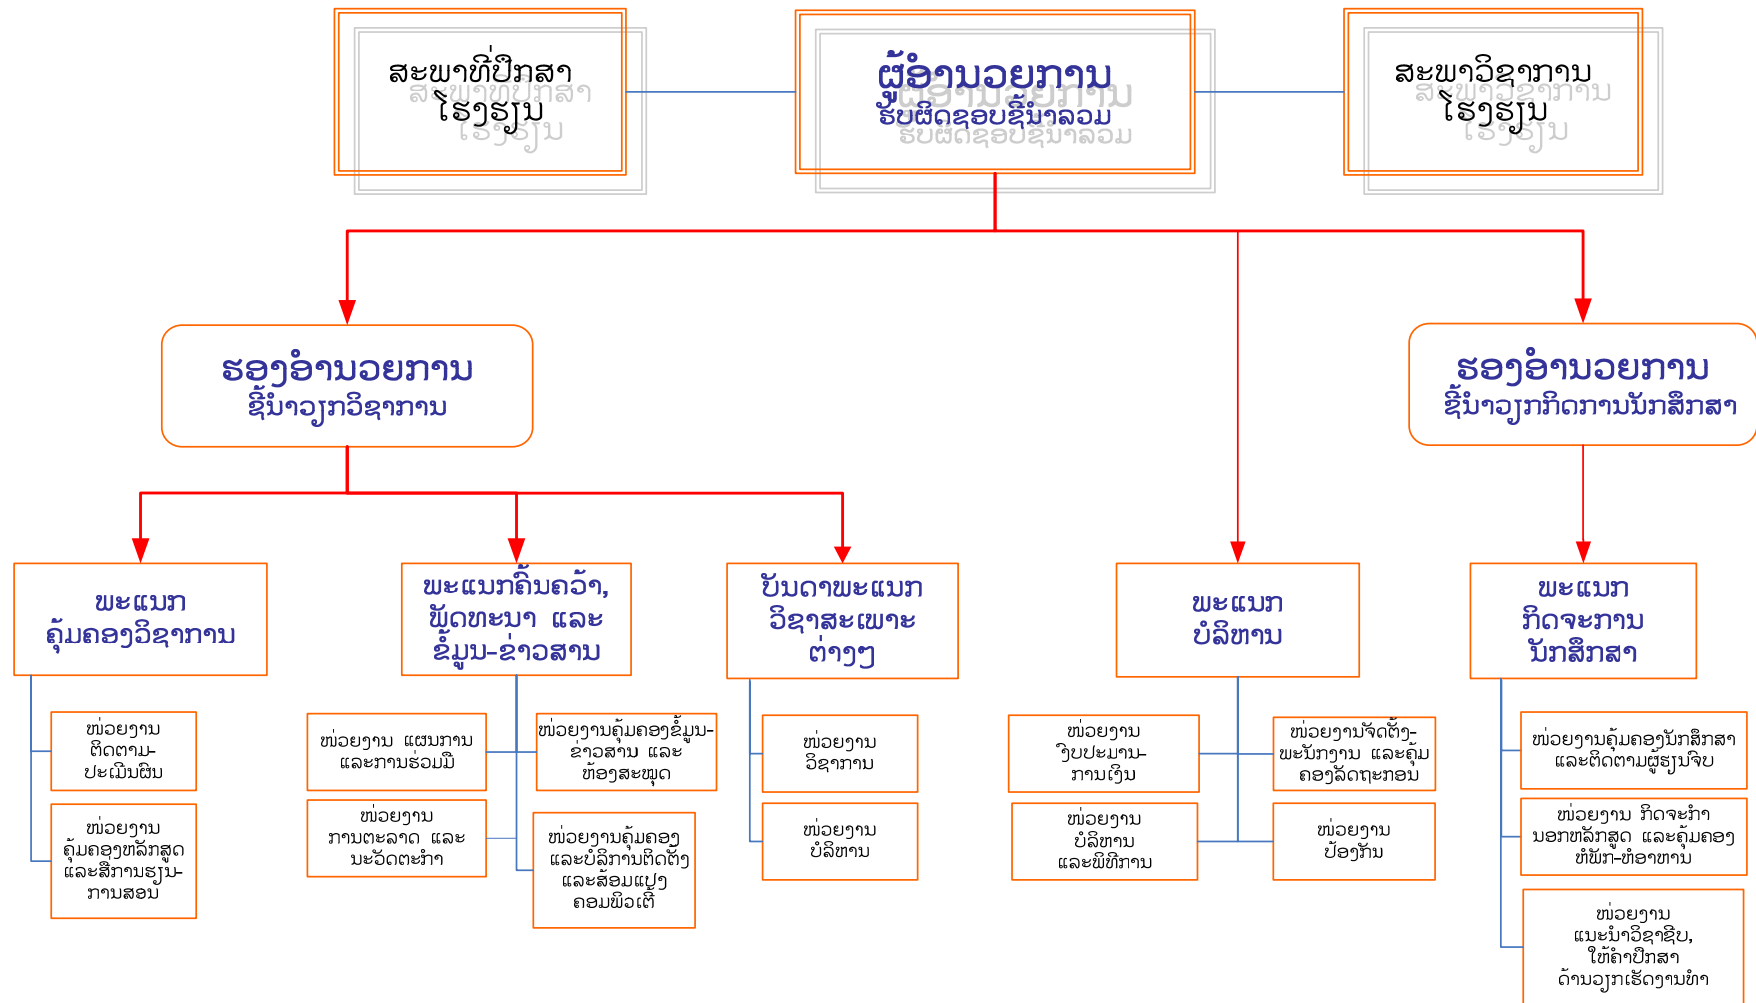 ສະພາທີ່ປຶກສາ
ໂຮງຮຽນ
ຜູ້ອຳນວຍການ
ຮັບຜິດຊອບຊີ້ນຳລວມ
ສະພາວິຊາການ
ໂຮງຮຽນ
ຮອງອຳນວຍການ
ຊີ້ນຳວຽກວິຊາການ
ຮອງອຳນວຍການ
ຊີ້ນຳວຽກກິດການນັກສຶກສາ
ພະແນກ
ຄຸ້ມຄອງວິຊາການ
ພະແນກຄົ້ນຄວ້າ,
ພັດທະນາ ແລະ
ຂໍ້ມູນ-ຂ່າວສານ
ບັນດາພະແນກ
ວິຊາສະເພາະ
ຕ່າງໆ
ພະແນກ
ບໍລິຫານ
ພະແນກ
ກິດຈະການ
ນັກສຶກສາ
ໜ່ວຍງານ
ຕິດຕາມ-
ປະເມີນຜົນ
ໜ່ວຍງານ
ຄຸ້ມຄອງຫລັກສູດ
ແລະສື່ການຮຽນ-
ການສອນ
ໜ່ວຍງານ ແຜນການ
ແລະການຮ່ວມມື
ໜ່ວຍງານ
ການຕະລາດ ແລະ
ນະວັດຕະກຳ
ໜ່ວຍງານຄຸ້ມຄອງຂໍ້ມູນ-
ຂ່າວສານ ແລະ
ຫ້ອງສະໝຸດ
ໜ່ວຍງານຄຸ້ມຄອງ
ແລະບໍລິການຕິດຕັ້ງ
ແລະສ້ອມແປງ
ຄອມພິວເຕີ້
ໜ່ວຍງານ
ວິຊາການ
ໜ່ວຍງານ
ບໍລິຫານ
ໜ່ວຍງານ
ງົບປະມານ-
ການເງິນ
ໜ່ວຍງານ
ບໍລິຫານ
ແລະພິທີການ
ໜ່ວຍງານຈັດຕັ້ງ-
ພະນັກງານ ແລະຄຸ້ມ
ຄອງລັດຖະກອນ
ໜ່ວຍງານ
ປ້ອງກັນ
ໜ່ວຍງານຄຸ້ມຄອງນັກສຶກສາ
ແລະຕິດຕາມຜູ້ຮຽນຈົບ
ໜ່ວຍງານ ກິດຈະກຳ
ນອກຫລັກສູດ ແລະຄຸ້ມຄອງ
ຫໍພັກ-ຫໍອາຫານ
ໜ່ວຍງານ
ແນະນຳວິຊາຊີບ,
ໃຫ້ຄຳປຶກສາ
ດ້ານວຽກເຮັດງານທຳ